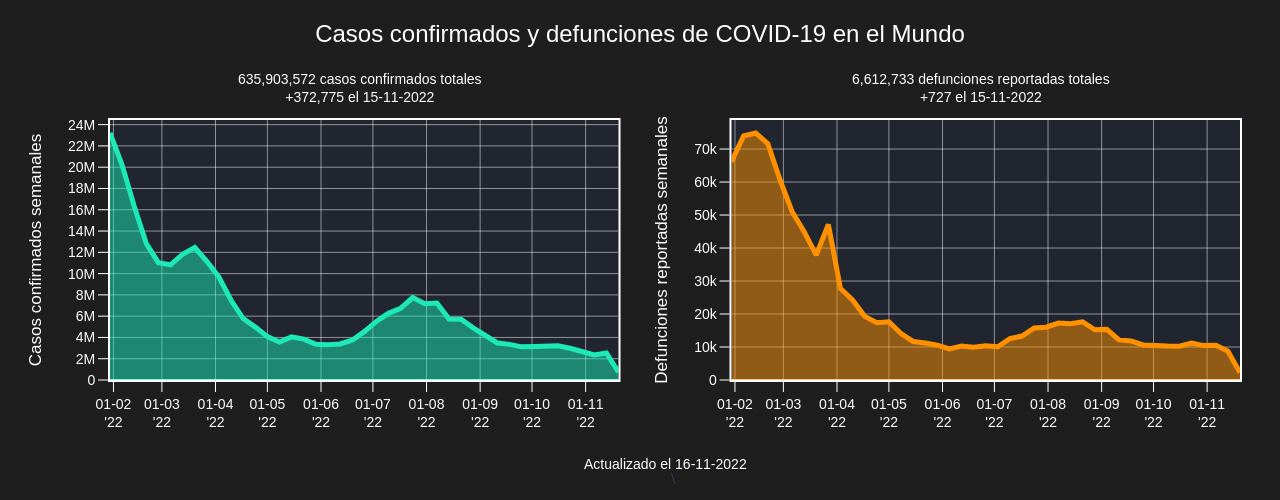 Casos confirmados y defunciones de COVID-19 en el Mundo
635,903,572 casos confirmados totales
+372,775 el 15-11-2022
6,612,733 defunciones reportadas totales
+727 el 15-11-2022
Casos confirmados semanales
24M
22M
20M
18M
16M
14M
12M
10M
8M
6M
4M
2M
0
01-02 01-03 01-04 01-05 01-06 01-07 01-08 01-09 01-10 01-11
'22 '22 '22 '22 '22 '22 '22 '22 '22 '22
Defunciones reportadas semanales
70k
60k
50k
40k
30k
20k
10k
0
01-02 01-03 01-04 01-05 01-06 01-07 01-08 01-09 01-10 01-11
'22 '22 '22 '22 '22 '22 '22 '22 '22 '22
Actualizado el 16-11-2022
\